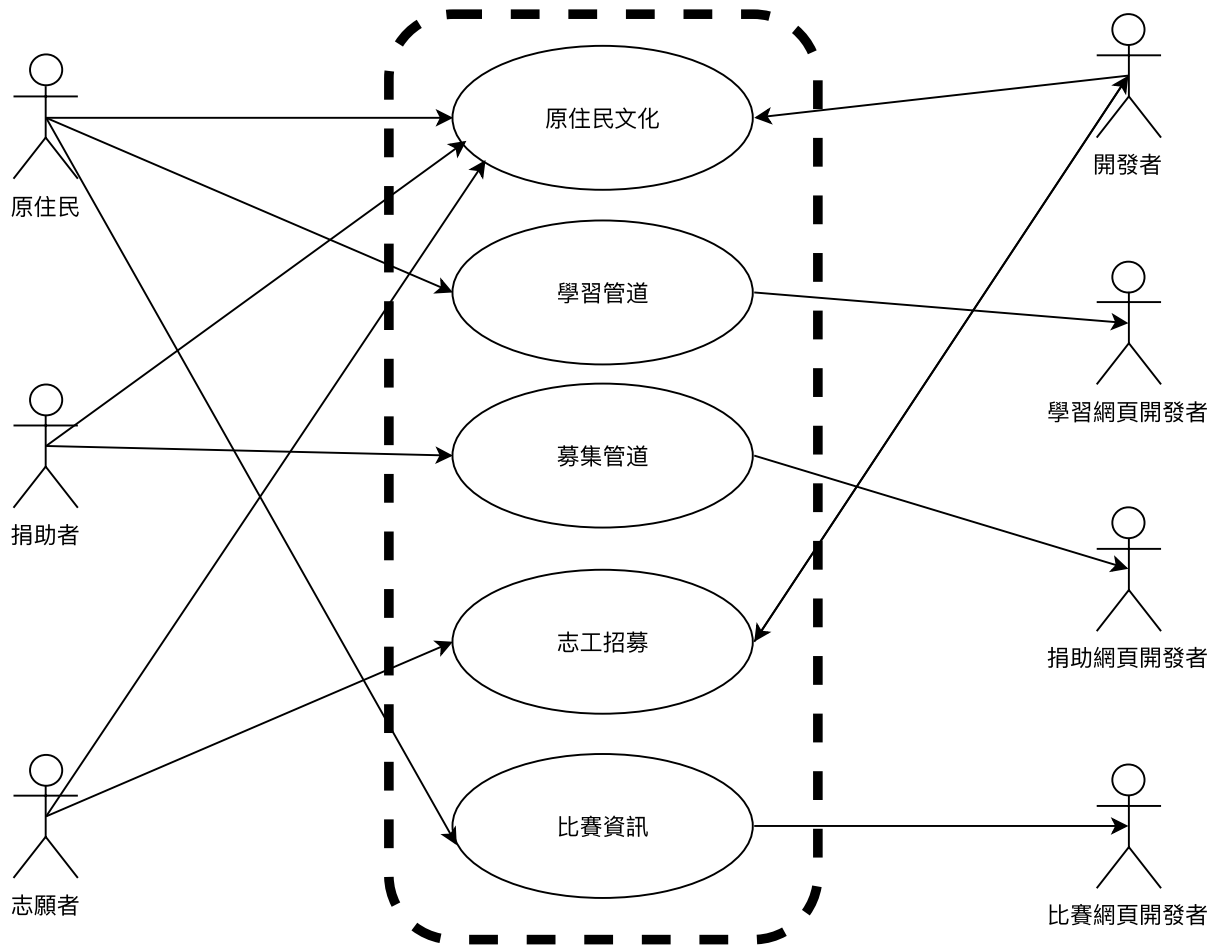 原住民
捐助者
志願者
原住民文化
學習管道
募集管道
志工招募
比賽資訊
開發者
學習網頁開發者
捐助網頁開發者
比賽網頁開發者